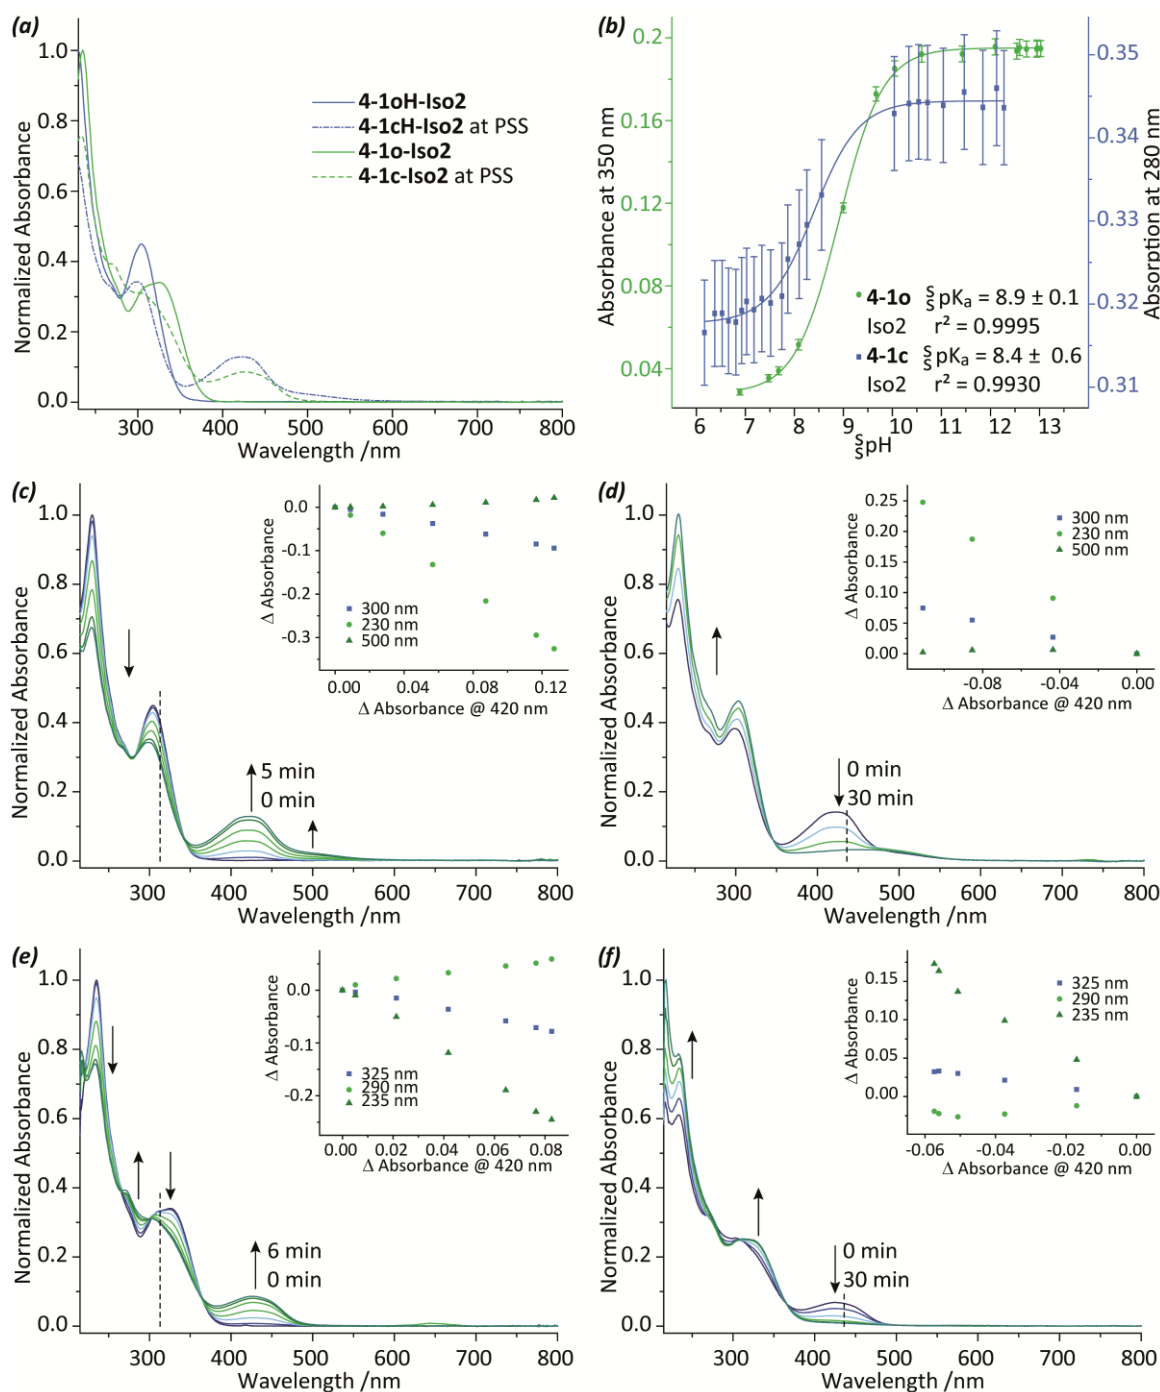 (a)
1.0
0.8
0.6
0.4
0.2
0.0
Normalized Absorbance
4-1oH-Iso2
4-1cH-Iso2 at PSS
4-1o-Iso2
4-1c-Iso2 at PSS
300 400 500 600 700 800
Wavelength /nm
(b)
0.2
0.16
0.12
0.08
0.04
Absorbance at 350 nm
0.35
0.34
0.33
0.32
0.31
Absorption at 280 nm
4-1o s s pKa = 8.9 ± 0.1
Iso2 r² = 0.9995
4-1c s s pKa = 8.4 ± 0.6
Iso2 r² = 0.9930
6 7 8 9 10 11 12 13
s s pH
(c)
1.0
0.8
0.6
0.4
0.2
0.0
Normalized Absorbance
0.0
-0.1
-0.3
Δ Absorbance
300 nm
230 nm
500 nm
0.00 0.04 0.08 0.12
Δ Absorbance @ 420 nm
5 min
0 min
300 400 500 600 700 800
Wavelength /nm
(d)
1.0
0.8
0.6
0.4
0.2
0.0
Normalized Absorbance
0.25
0.20
0.15
0.10
0.05
0.00
Δ Absorbance
300 nm
230 nm
500 nm
-0.08 -0.04 0.00
Δ Absorbance @ 420 nm
0 min
30 min
300 400 500 600 700 800
Wavelength /nm
(e)
1.0
0.8
0.6
0.4
0.2
0.0
Normalized Absorbance
0.0
-0.1
-0.2
Δ Absorbance
325 nm
290 nm
235 nm
0.00 0.02 0.04 0.06 0.08
Δ Absorbance @ 420 nm
6 min
0 min
300 400 500 600 700 800
Wavelength /nm
(f)
1.0
0.8
0.6
0.4
0.2
0.0
Normalized Absorbance
0.15
0.10
0.05
0.00
Δ Absorbance
325 nm
290 nm
235 nm
-0.06 -0.04 -0.02 0.00
Δ Absorbance @ 420 nm
0 min
30 min
300 400 500 600 700 800
Wavelength /nm